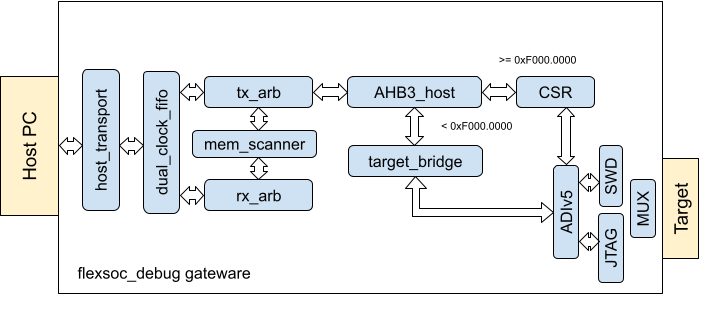 >= 0xF000.0000
Host PC
host_transport
dual_clock_fifo
tx_arb
AHB3_host
CSR
< 0xF000.0000
mem_scanner
target_bridge
rx_arb
ADIv5
SWD
JTAG
MUX
Target
flexsoc_debug gateware